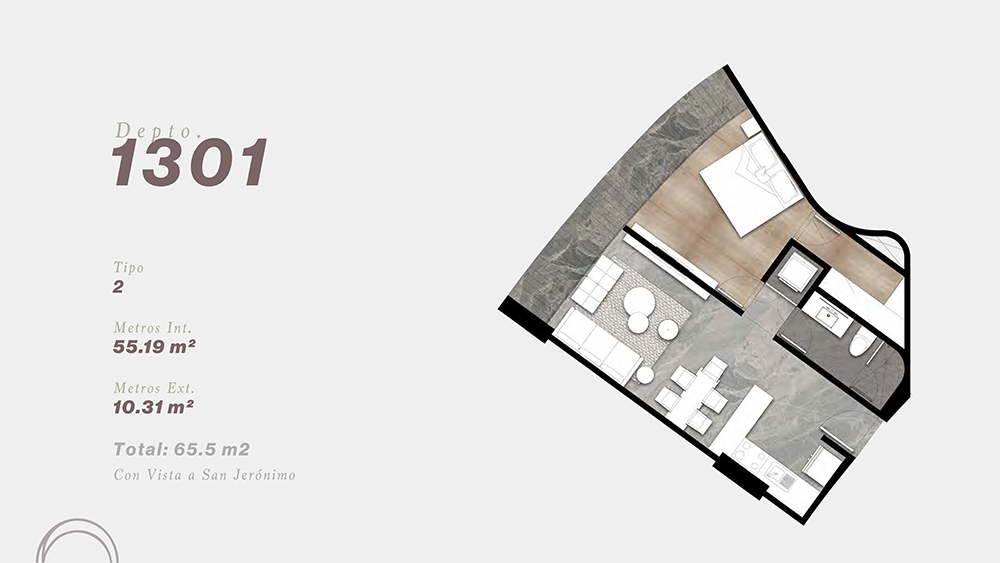 Depto.
1301
Tipo
2
Metros Int.
55.19 m²
Metros Ext.
10.31 m²
Total: 65.5 m2
Con Vista a San Jerónimo